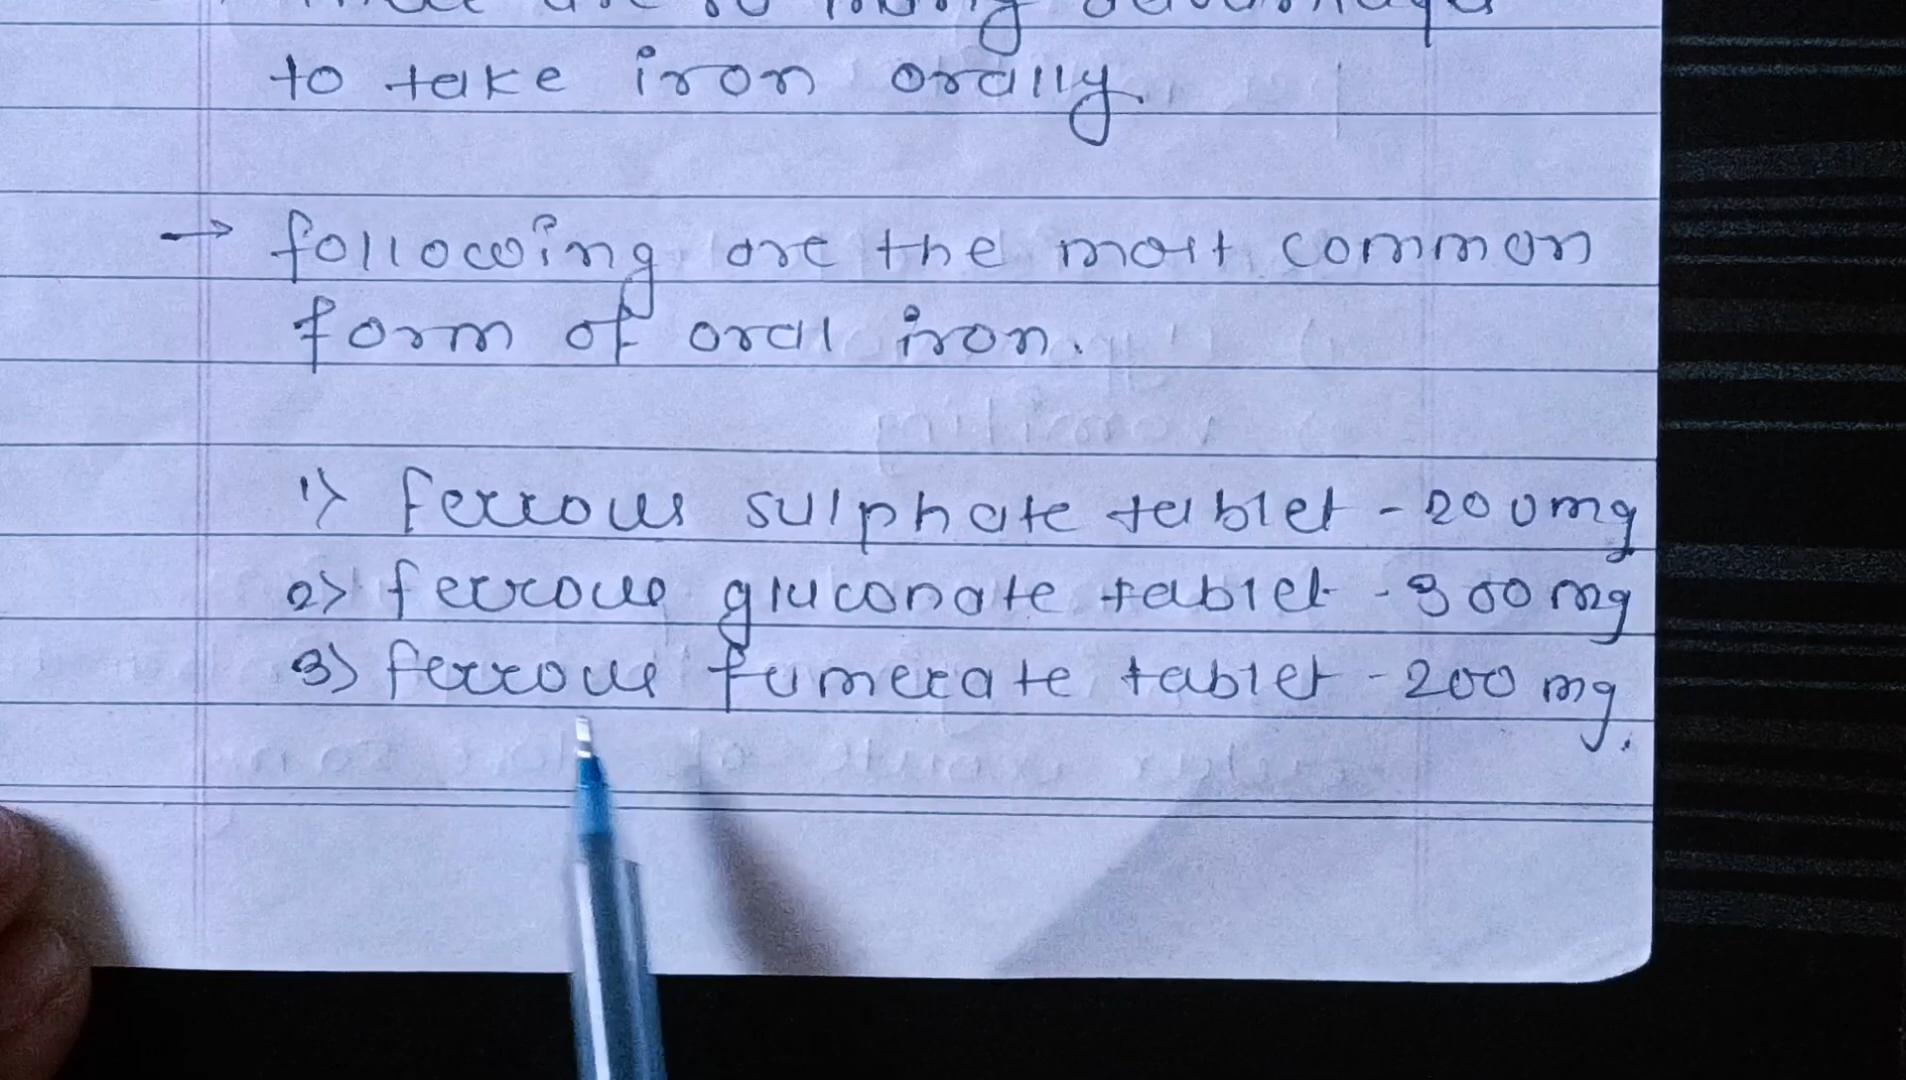 to take iron orally.
→ following are the most common
form of oral iron.
1) ferrous sulphate tablet - 200mg
2) ferrous gluconate tablet - 300mg
3) ferrous fumerate tablet - 200 mg.